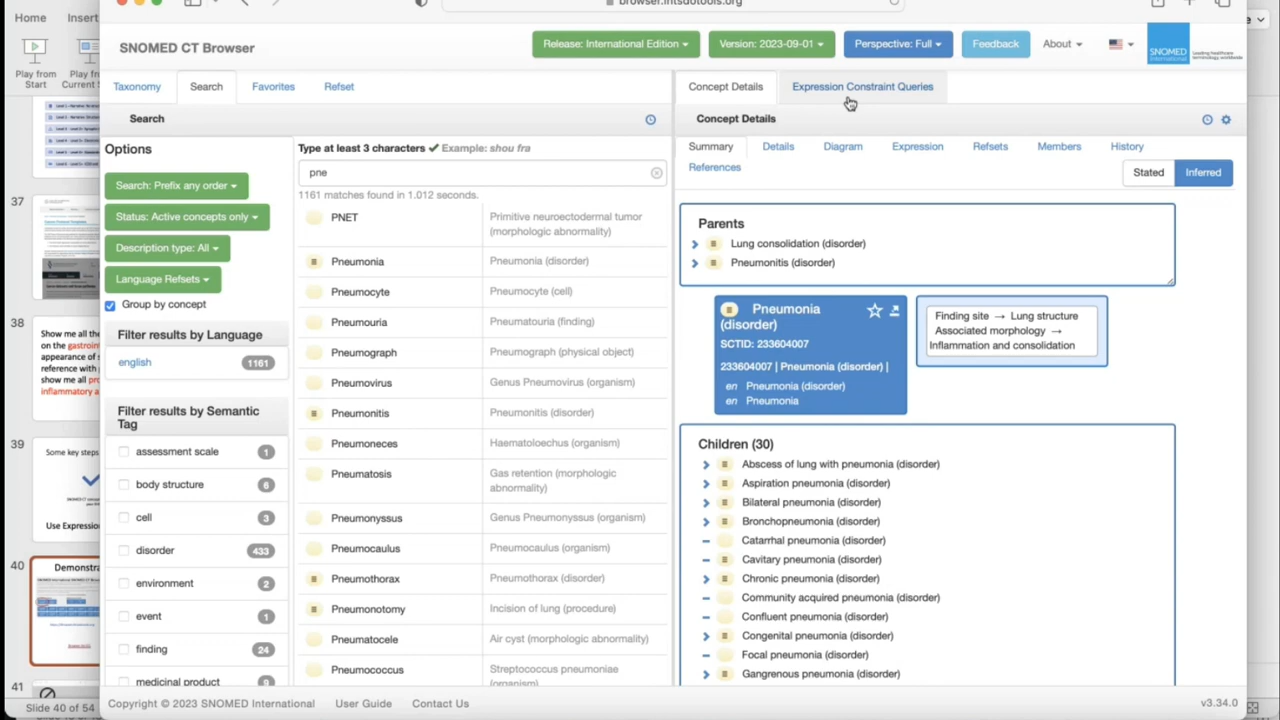 Home
Insert
Play from
Start
Play fr
Current S
37
38
Show me all the
on the gastroin
appearance of s
reference with p
show me all pro
inflammatory a
39
Some key steps
Use Expression
40
Demonstra
41
Slide 40 of 54
browser.ihtsdotools.org
SNOMED CT Browser
Release: International Edition
Version: 2023-09-01
Perspective: Full
Feedback
About
SNOMED
International
Leading healthcare
terminology, worldwide
Taxonomy
Search
Favorites
Refset
Search
Options
Search: Prefix any order
Status: Active concepts only
Description type: All
Language Refsets
Group by concept
Filter results by Language
english 1161
Filter results by Semantic
Tag
assessment scale 1
body structure 6
cell 3
disorder 433
environment 2
event 1
finding 24
medicinal product 9
Type at least 3 characters ✔ Example: shou fra
pne
1161 matches found in 1.012 seconds.
PNET Primitive neuroectodermal tumor
(morphologic abnormality)
Pneumonia Pneumonia (disorder)
Pneumocyte Pneumocyte (cell)
Pneumouria Pneumaturia (finding)
Pneumograph Pneumograph (physical object)
Pneumovirus Genus Pneumovirus (organism)
Pneumonitis Pneumonitis (disorder)
Pneumoneces Haematoloechus (organism)
Pneumatosis Gas retention (morphologic
abnormality)
Pneumonyssus Genus Pneumonyssus (organism)
Pneumocaulus Pneumocaulus (organism)
Pneumothorax Pneumothorax (disorder)
Pneumonotomy Incision of lung (procedure)
Pneumatocele Air cyst (morphologic abnormality)
Pneumococcus Streptococcus pneumoniae
(organism)
Concept Details
Expression Constraint Queries
Concept Details
Summary
Details
Diagram
Expression
Refsets
Members
History
References
Stated
Inferred
Parents
Lung consolidation (disorder)
Pneumonitis (disorder)
Pneumonia
(disorder)
SCTID: 233604007
233604007 | Pneumonia (disorder) |
en Pneumonia (disorder)
en Pneumonia
Finding site → Lung structure
Associated morphology →
Inflammation and consolidation
Children (30)
Abscess of lung with pneumonia (disorder)
Aspiration pneumonia (disorder)
Bilateral pneumonia (disorder)
Bronchopneumonia (disorder)
Catarrhal pneumonia (disorder)
Cavitary pneumonia (disorder)
Chronic pneumonia (disorder)
Community acquired pneumonia (disorder)
Confluent pneumonia (disorder)
Congenital pneumonia (disorder)
Focal pneumonia (disorder)
Gangrenous pneumonia (disorder)
Copyright © 2023 SNOMED International
User Guide
Contact Us
v3.34.0